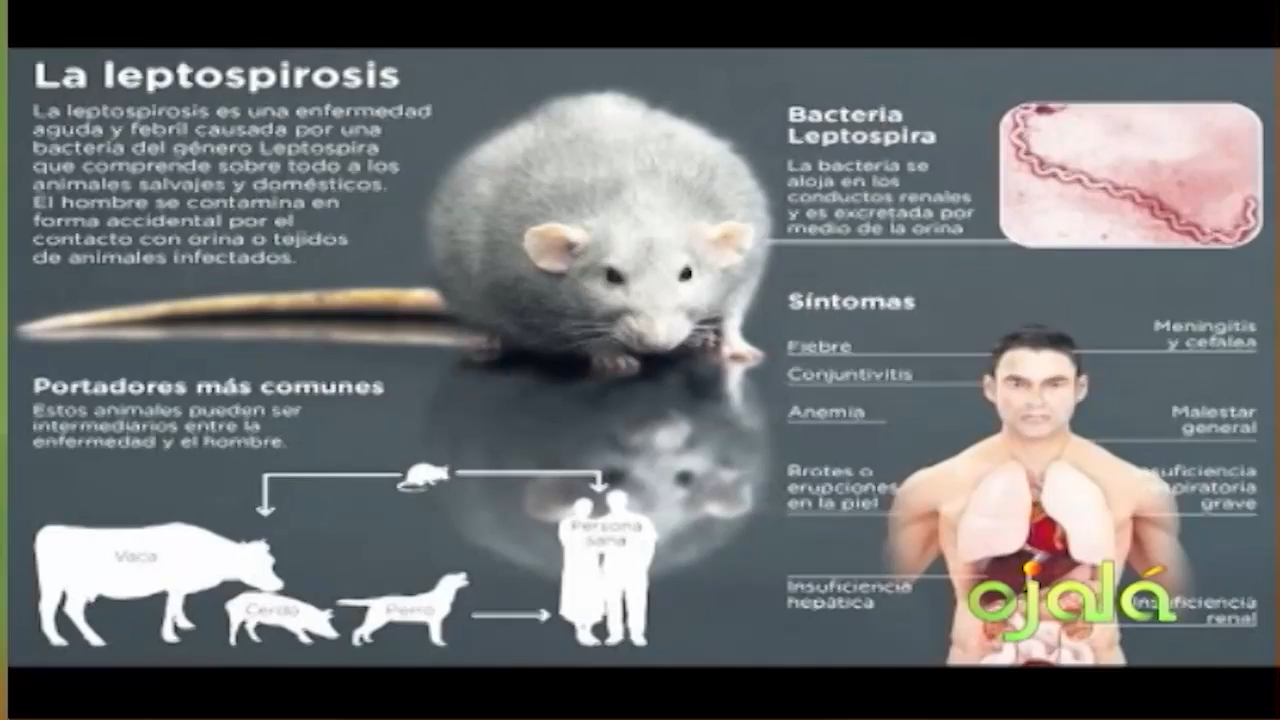 La leptospirosis
La leptospirosis es una enfermedad
aguda y febril causada por una
bacteria del género Leptospira
que comprende sobre todo a los
animales salvajes y domésticos.
El hombre se contamina en
forma accidental por el
contacto con orina o tejidos
de animales infectados.
Portadores más comunes
Estos animales pueden ser
intermediarios entre la
enfermedad y el hombre.
Vaca
Cerdo
Perro
Persona
sana
Bacteria
Leptospira
La bacteria se
aloja en los
conductos renales
y es excretada por
medio de la orina
Síntomas
Fiebre
Conjuntivitis
Anemia
Brotes o
erupciones
en la piel
Insuficiencia
hepática
Meningitis
y cefalea
Malestar
general
suficiencia
piratoria
grave
Insuficiencia
renal
ojalá